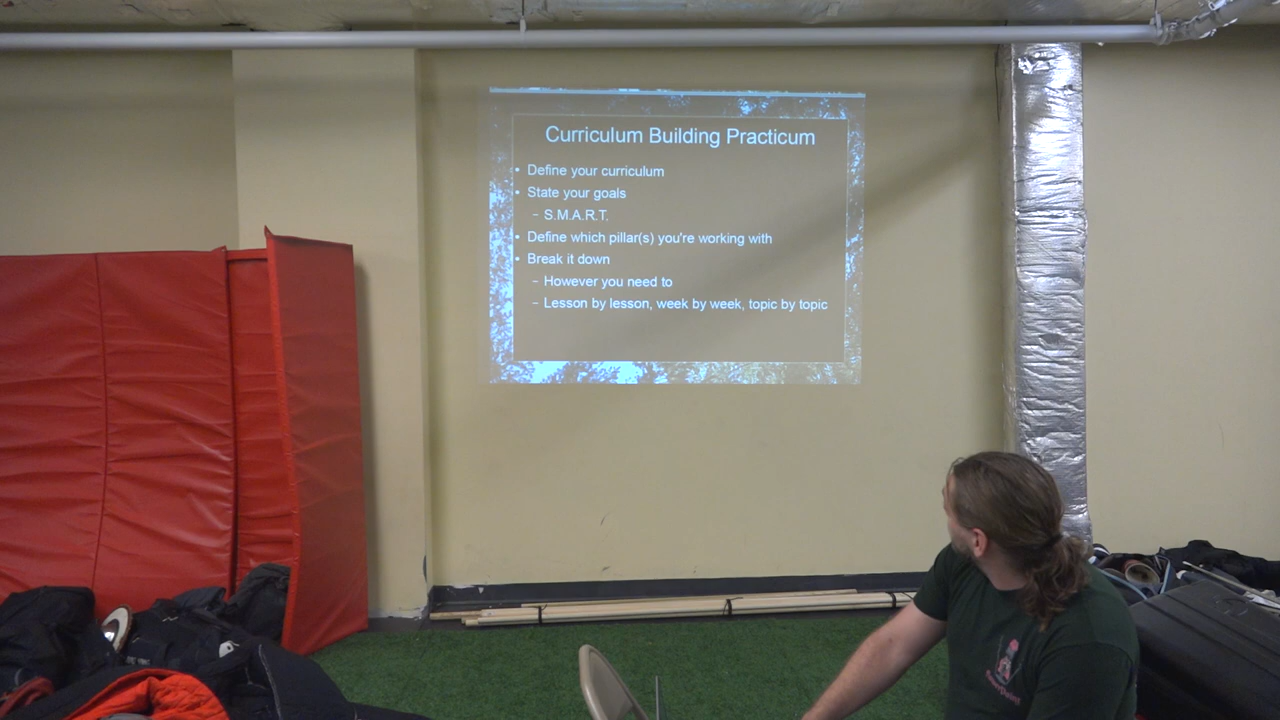 Curriculum Building Practicum
• Define your curriculum
• State your goals
– S.M.A.R.T.
• Define which pillar(s) you're working with
• Break it down
– However you need to
– Lesson by lesson, week by week, topic by topic